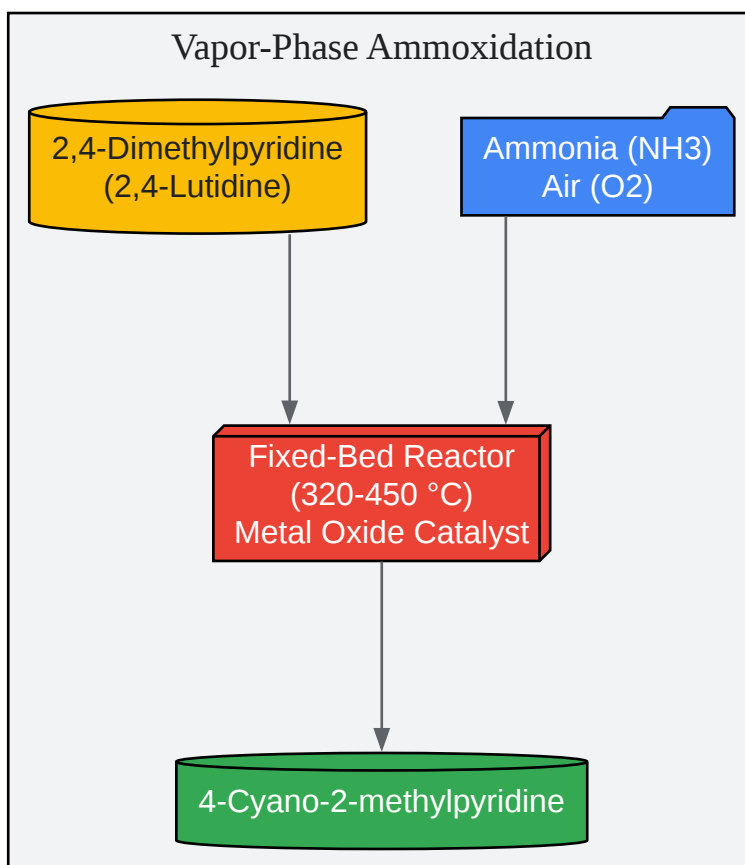 Vapor-Phase Ammoxidation
2,4-Dimethylpyridine
(2,4-Lutidine)
Ammonia (NH3)
Air (O2)
Fixed-Bed Reactor
(320-450 °C)
Metal Oxide Catalyst
4-Cyano-2-methylpyridine